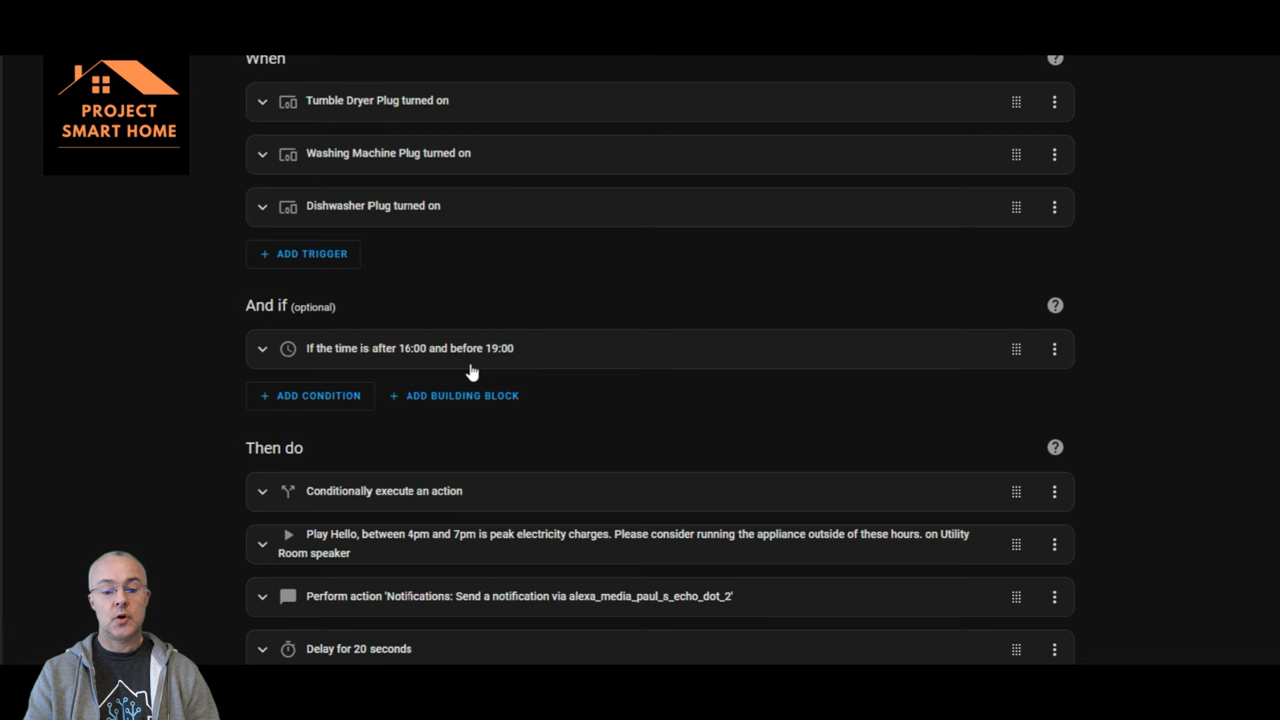 When
PROJECT
SMART HOME
Tumble Dryer Plug turned on
Washing Machine Plug turned on
Dishwasher Plug turned on
+ ADD TRIGGER
And if (optional)
If the time is after 16:00 and before 19:00
+ ADD CONDITION
+ ADD BUILDING BLOCK
Then do
Conditionally execute an action
Play Hello, between 4pm and 7pm is peak electricity charges. Please consider running the appliance outside of these hours. on Utility
Room speaker
Perform action 'Notifications: Send a notification via alexa_media_paul_s_echo_dot_2'
Delay for 20 seconds